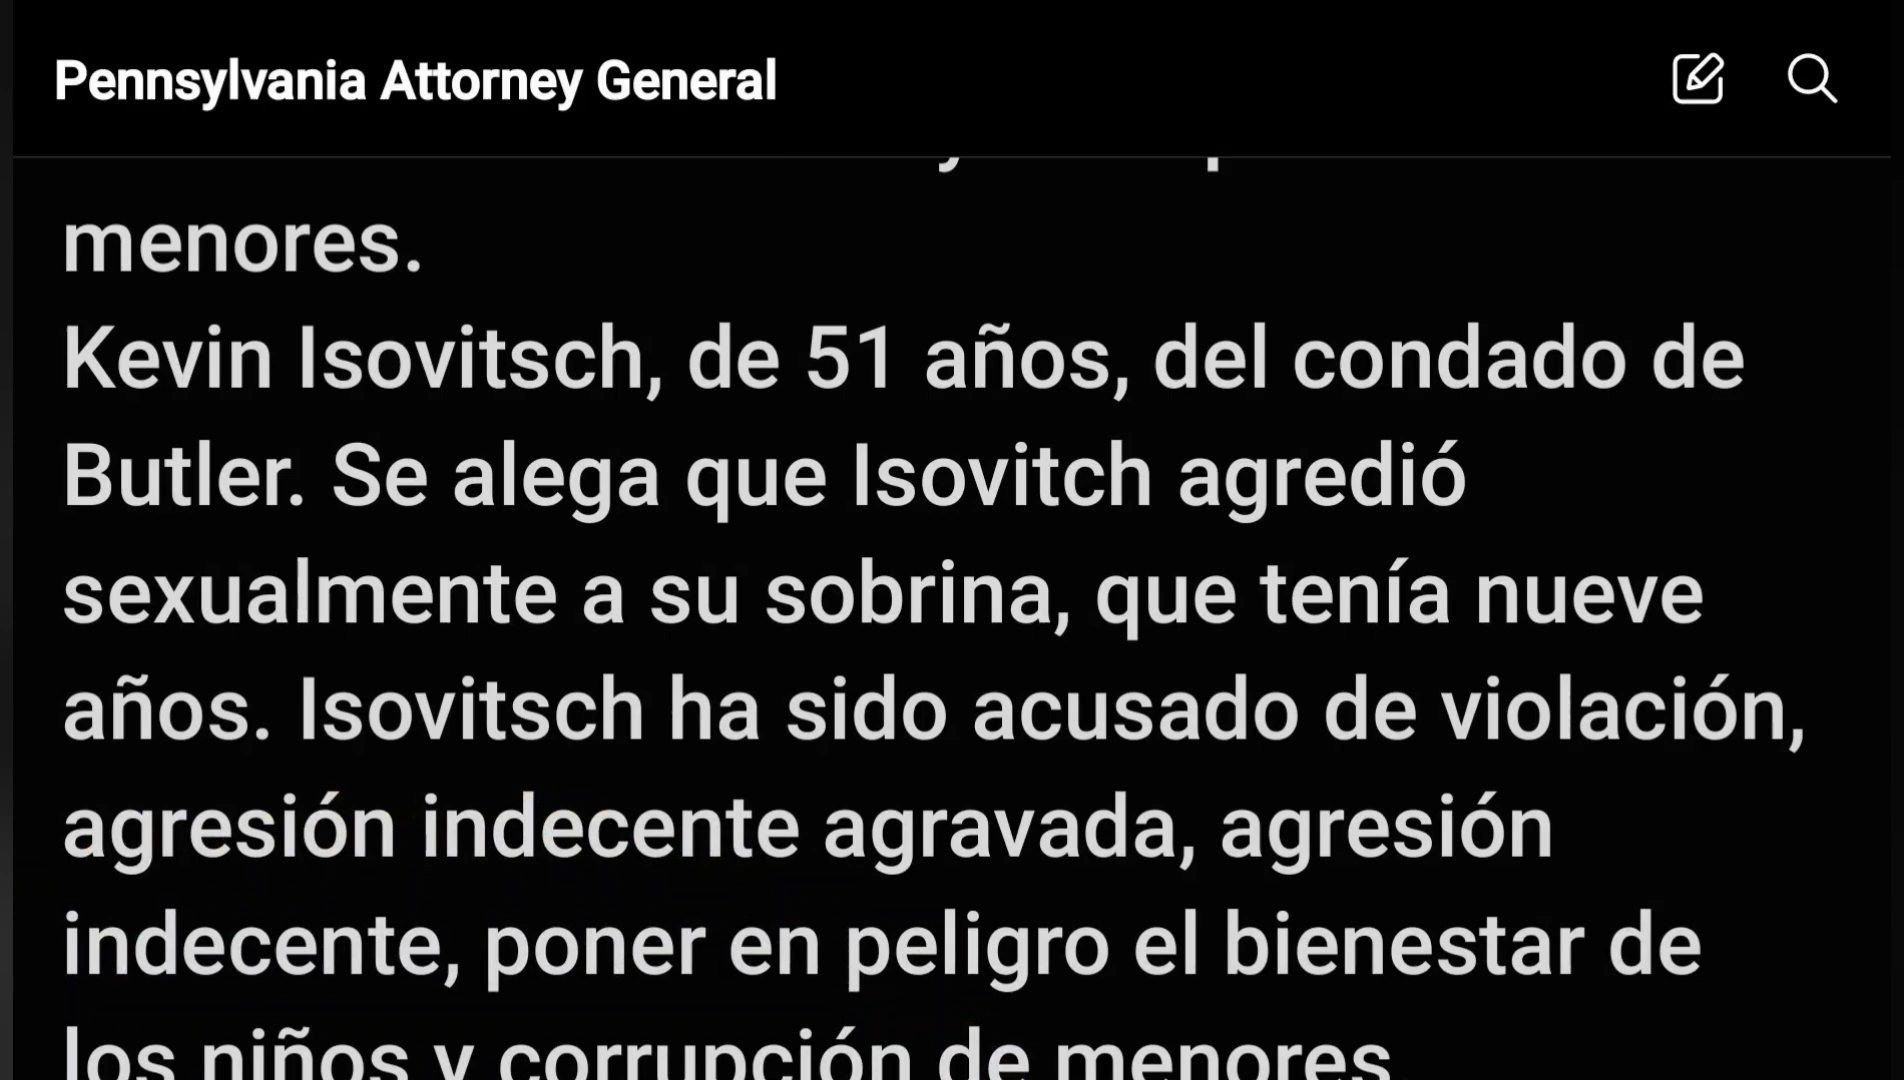 Pennsylvania Attorney General
menores.
Kevin Isovitsch, de 51 años, del condado de
Butler. Se alega que Isovitch agredió
sexualmente a su sobrina, que tenía nueve
años. Isovitsch ha sido acusado de violación,
agresión indecente agravada, agresión
indecente, poner en peligro el bienestar de
los niños y corrupción de menores